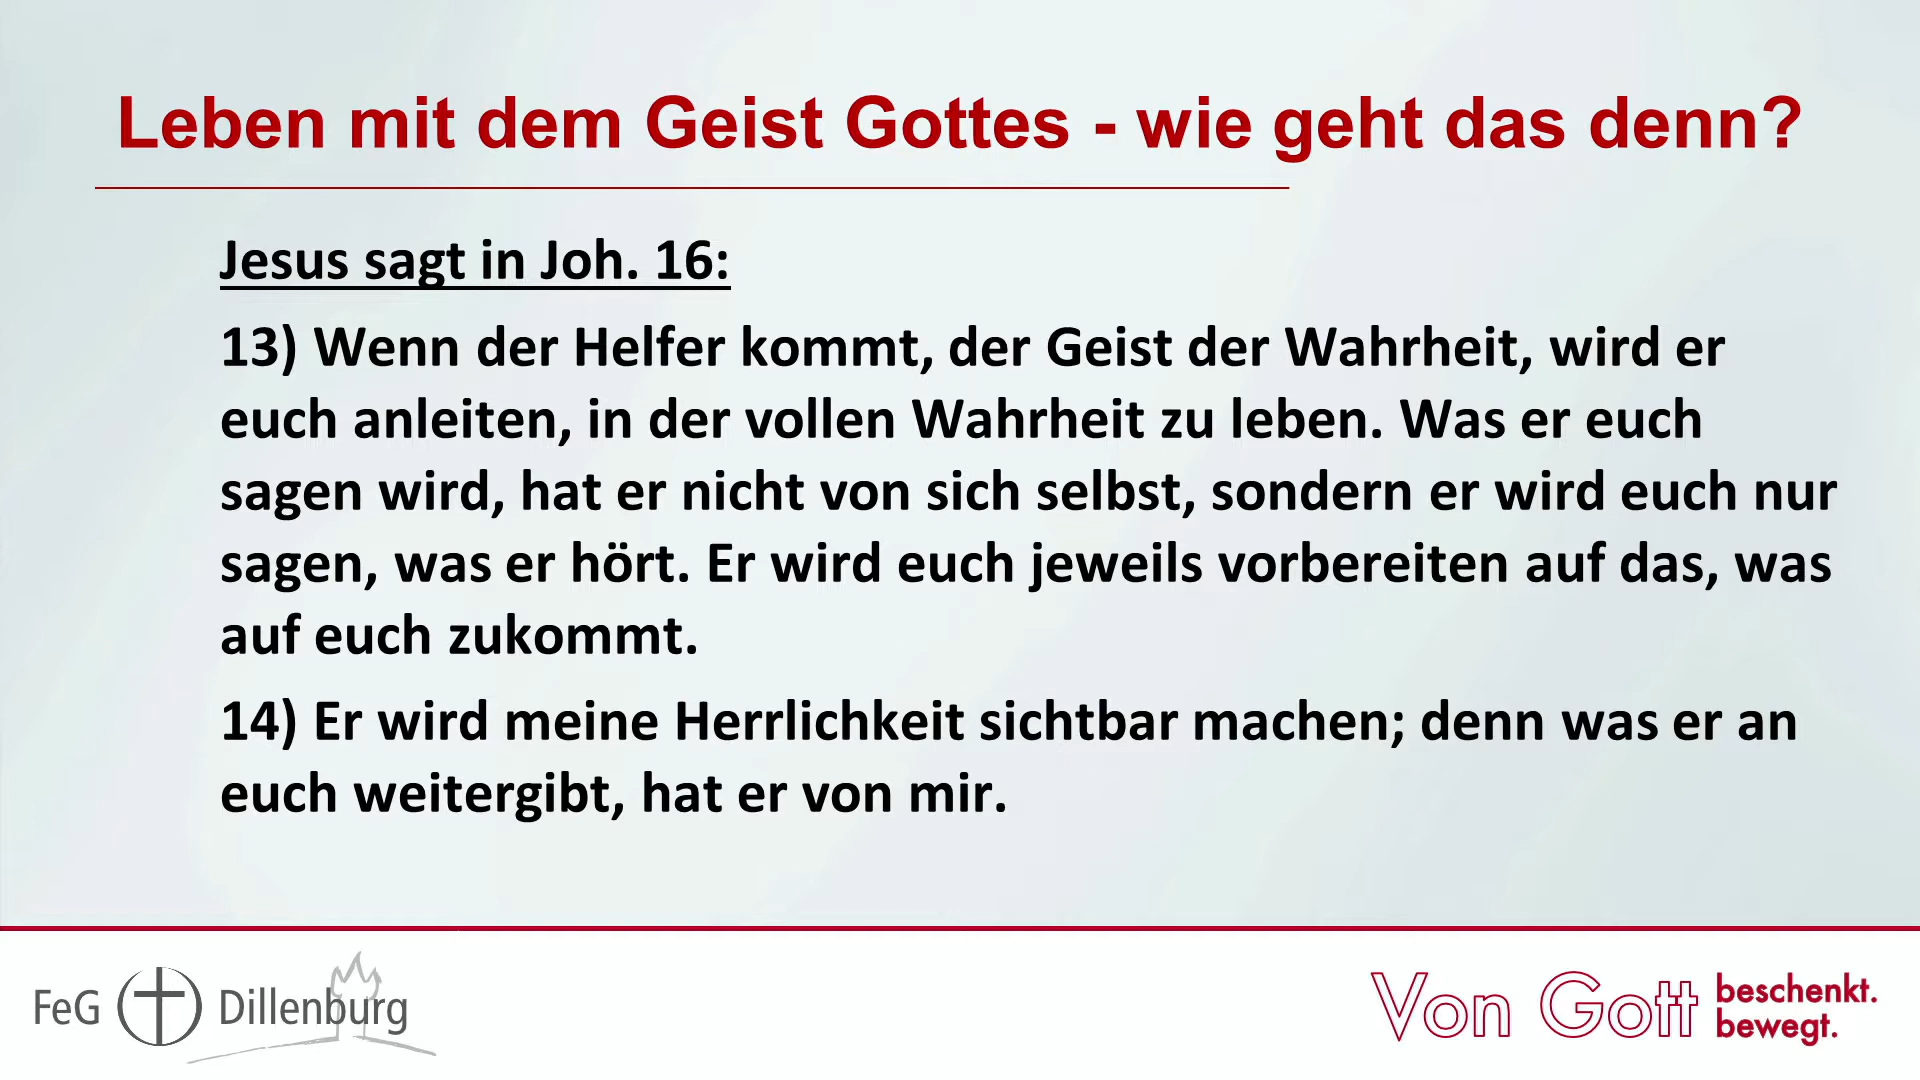 Leben mit dem Geist Gottes - wie geht das denn?
Jesus sagt in Joh. 16:
13) Wenn der Helfer kommt, der Geist der Wahrheit, wird er
euch anleiten, in der vollen Wahrheit zu leben. Was er euch
sagen wird, hat er nicht von sich selbst, sondern er wird euch nur
sagen, was er hört. Er wird euch jeweils vorbereiten auf das, was
auf euch zukommt.
14) Er wird meine Herrlichkeit sichtbar machen; denn was er an
euch weitergibt, hat er von mir.
FeG Dillenburg
Von Gott beschenkt.
bewegt.